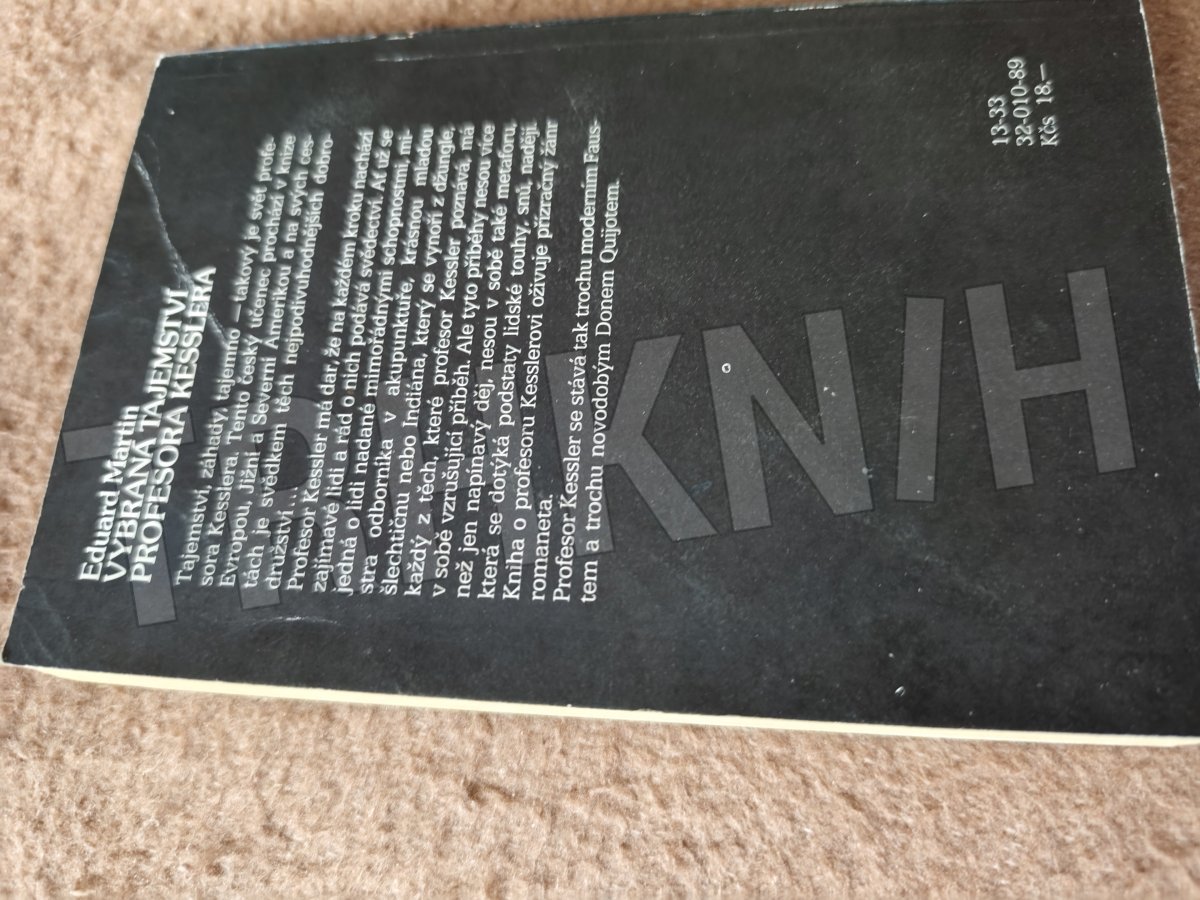 Eduard Martin
VYBRANÁ TAJEMSTVÍ
PROFESORA KESSLERA
Tajemství, záhady, tajemno — takový je svět profe-
sora Kesslera. Tento český učenec prochází v knize
Evropou, Jižní a Severní Amerikou a na svých ces-
tách je svědkem těch nejpodivuhodnějších dobro-
družství...
Profesor Kessler má dar, že na každém kroku nachází
zajímavé lidi a rád o nich podává svědectví. Ať už se
jedná o lidi nadané mimořádnými schopnostmi, mi-
stra odborníka v akupunktuře, krásnou mladou
šlechtičnu nebo Indiána, který se vynoří z džungle,
každý z těch, které profesor Kessler poznává, má
v sobě vzrušující příběh. Ale tyto příběhy nesou více
než jen napínavý děj, nesou v sobě také metaforu,
která se dotýká podstaty lidské touhy, snů, nadějí.
Kniha o profesoru Kesslerovi oživuje přízračný žánr
romaneta.
Profesor Kessler se stává tak trochu moderním Faus-
tem a trochu novodobým Donem Quijotem.
13-33
32-010-89
Kčs 18,—